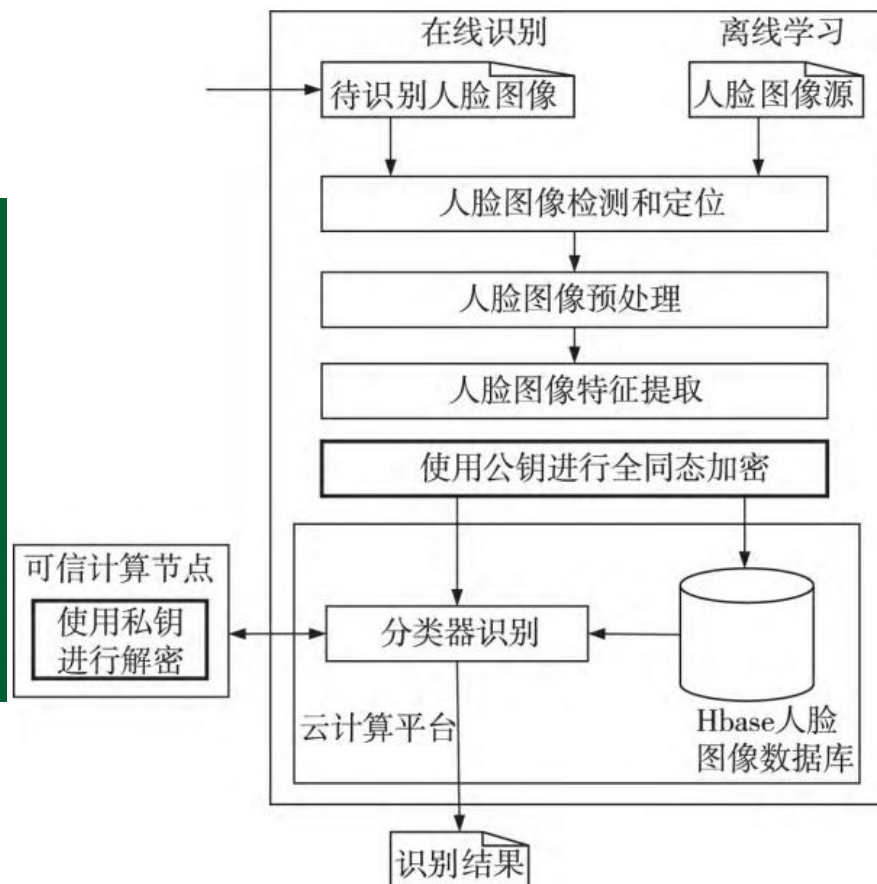 在线识别
离线学习
待识别人脸图像
人脸图像源
人脸图像检测和定位
人脸图像预处理
人脸图像特征提取
使用公钥进行全同态加密
可信计算节点
使用私钥
进行解密
分类器识别
云计算平台
Hbase人脸
图像数据库
识别结果